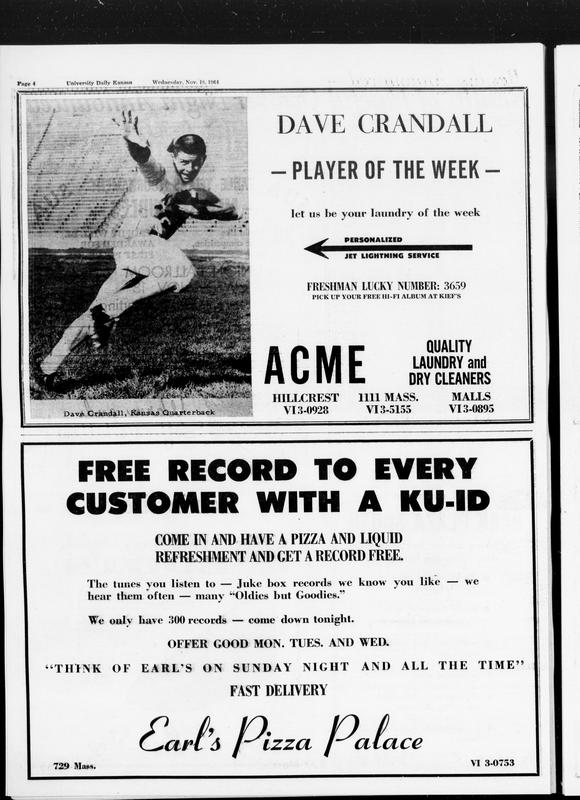 Page 4 University Daily Kansan Wednesday, Nov. 18, 1964
DAVE CRANDALL
— PLAYER OF THE WEEK —
let us be your laundry of the week
PERSONALIZED
JET LIGHTNING SERVICE
FRESHMAN LUCKY NUMBER: 3659
PICK UP YOUR FREE HI-FI ALBUM AT KIEF'S
ACME
QUALITY
LAUNDRY and
DRY CLEANERS
HILLCREST 1111 MASS. MALLS
VI 3-0928 VI 3-5155 VI 3-0895
Dave Crandall, Kansas Quarterback
FREE RECORD TO EVERY
CUSTOMER WITH A KU-ID
COME IN AND HAVE A PIZZA AND LIQUID
REFRESHMENT AND GET A RECORD FREE.
The tunes you listen to — Juke box records we know you like — we
hear them often — many "Oldies but Goodies."
We only have 300 records — come down tonight.
OFFER GOOD MON. TUES. AND WED.
"THINK OF EARL'S ON SUNDAY NIGHT AND ALL THE TIME"
FAST DELIVERY
Earl's Pizza Palace
729 Mass. VI 3-0753